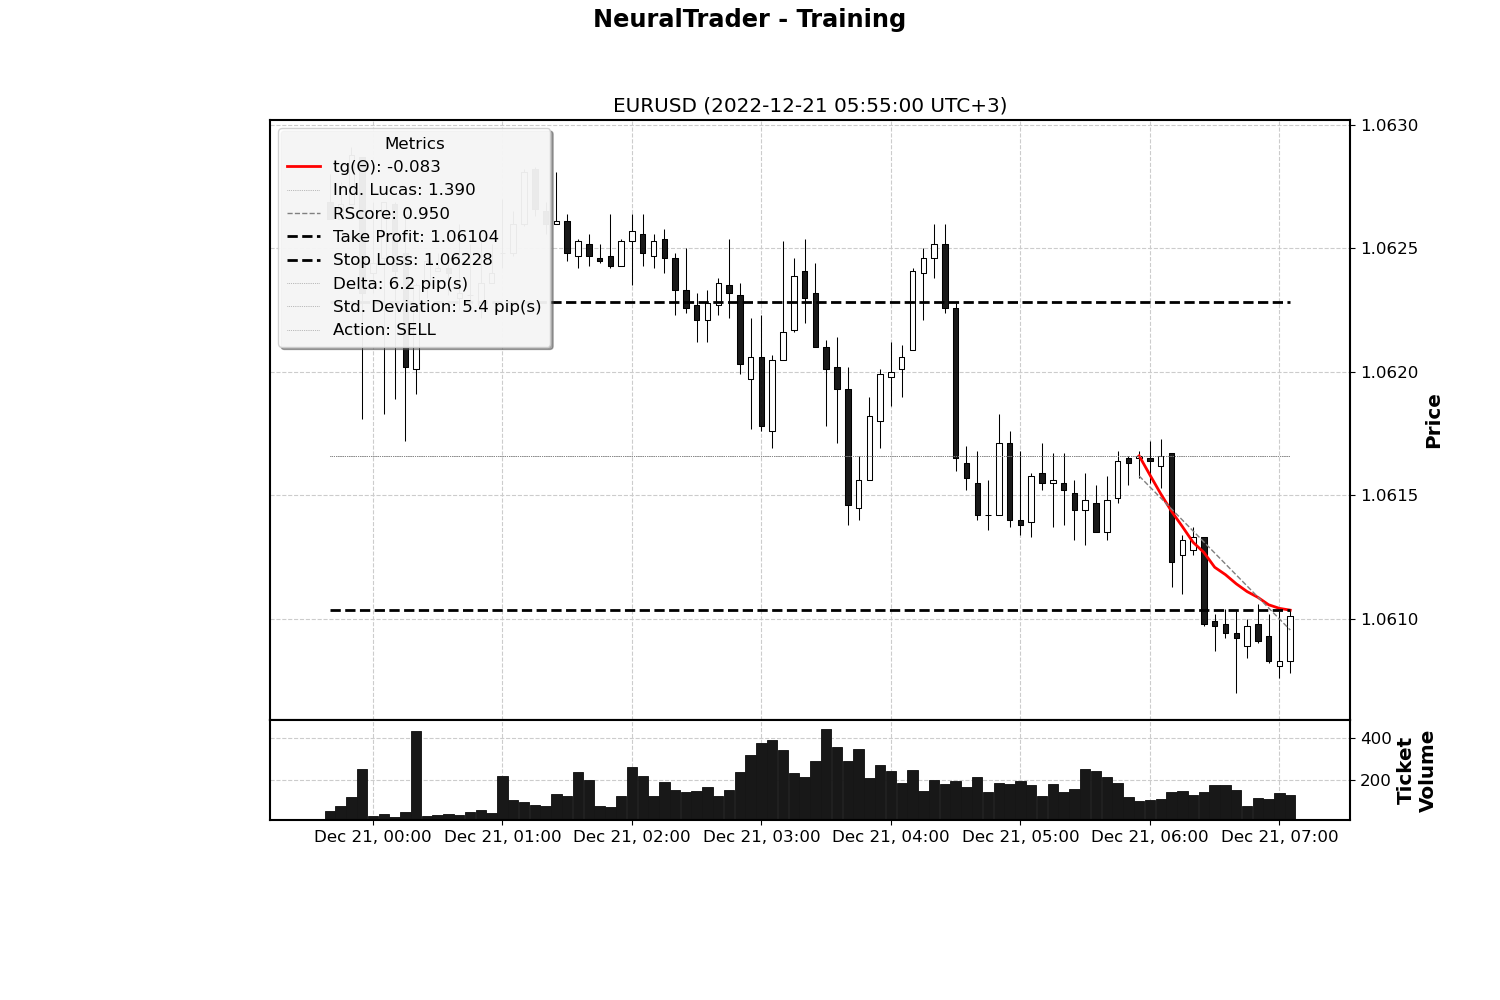 NeuralTrader - Training
EURUSD (2022-12-21 05:55:00 UTC+3)
Metrics
tg(Θ): -0.083
Ind. Lucas: 1.390
RScore: 0.950
Take Profit: 1.06104
Stop Loss: 1.06228
Delta: 6.2 pip(s)
Std. Deviation: 5.4 pip(s)
Action: SELL
1.0630
1.0625
1.0620
1.0615
1.0610
Price
400
200
Ticket
Volume
Dec 21, 00:00 Dec 21, 01:00 Dec 21, 02:00 Dec 21, 03:00 Dec 21, 04:00 Dec 21, 05:00 Dec 21, 06:00 Dec 21, 07:00